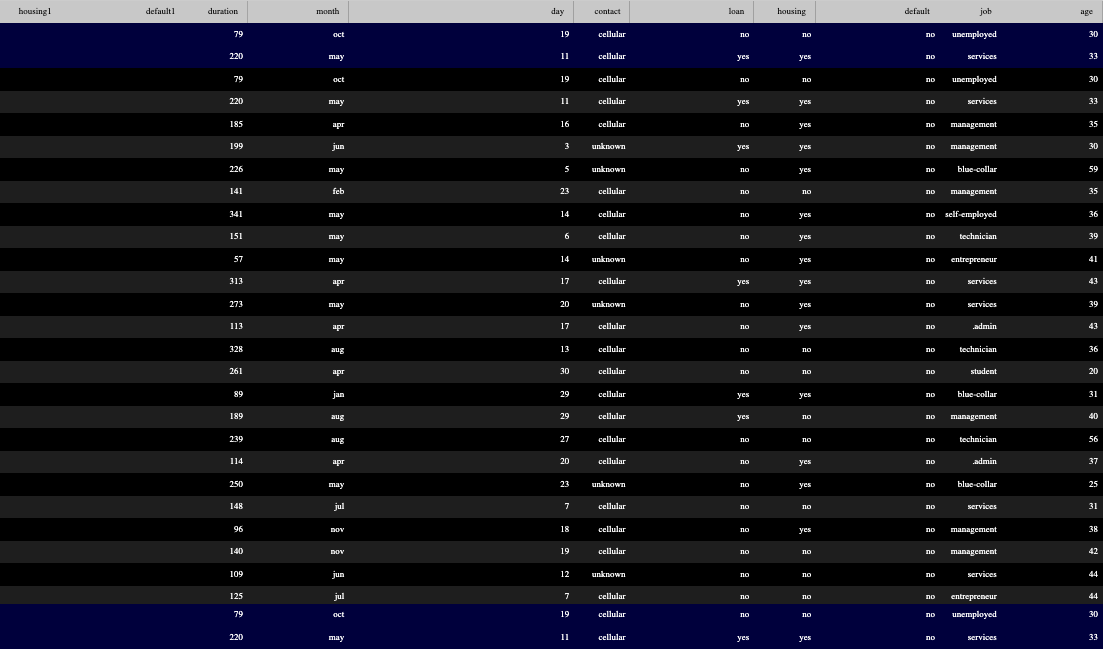 housing1 default1 duration month day contact loan housing default job age
79 oct 19 cellular no no no unemployed 30
220 may 11 cellular yes yes no services 33
79 oct 19 cellular no no no unemployed 30
220 may 11 cellular yes yes no services 33
185 apr 16 cellular no yes no management 35
199 jun 3 unknown yes yes no management 30
226 may 5 unknown no yes no blue-collar 59
141 feb 23 cellular no no no management 35
341 may 14 cellular no yes no self-employed 36
151 may 6 cellular no yes no technician 39
57 may 14 unknown no yes no entrepreneur 41
313 apr 17 cellular yes yes no services 43
273 may 20 unknown no yes no services 39
113 apr 17 cellular no yes no .admin 43
328 aug 13 cellular no no no technician 36
261 apr 30 cellular no no no student 20
89 jan 29 cellular yes yes no blue-collar 31
189 aug 29 cellular yes no no management 40
239 aug 27 cellular no no no technician 56
114 apr 20 cellular no yes no .admin 37
250 may 23 unknown no yes no blue-collar 25
148 jul 7 cellular no no no services 31
96 nov 18 cellular no yes no management 38
140 nov 19 cellular no no no management 42
109 jun 12 unknown no no no services 44
125 jul 7 cellular no no no entrepreneur 44
79 oct 19 cellular no no no unemployed 30
220 may 11 cellular yes yes no services 33